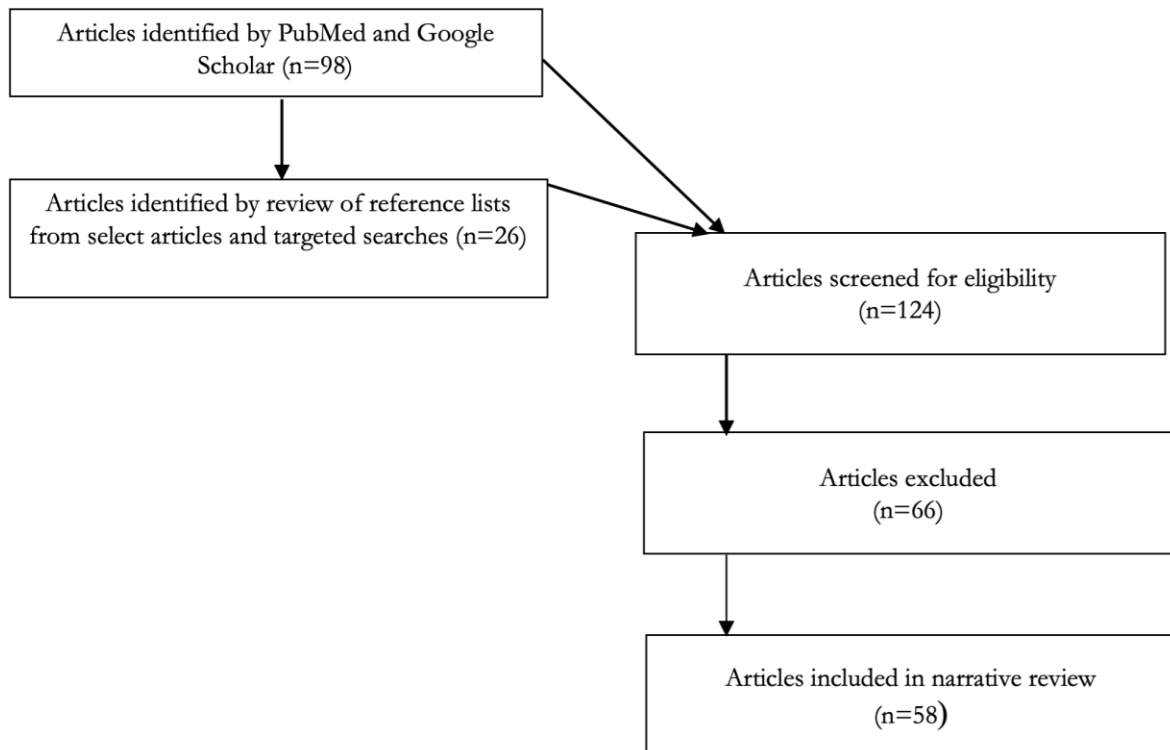 Articles identified by PubMed and Google
Scholar (n=98)
Articles identified by review of reference lists
from select articles and targeted searches (n=26)
Articles screened for eligibility
(n=124)
Articles excluded
(n=66)
Articles included in narrative review
(n=58)